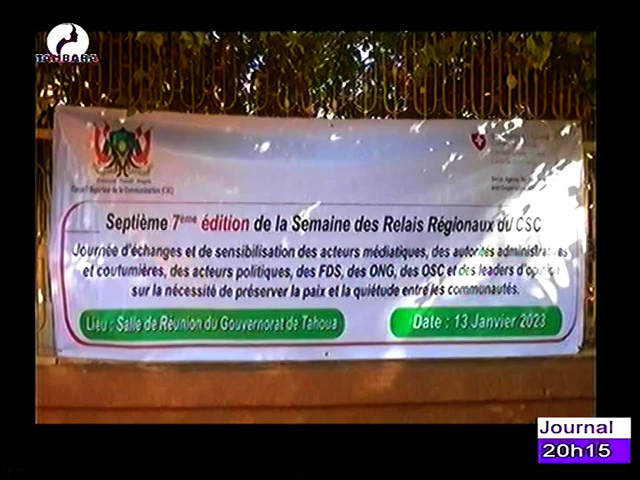 TOMBARA
Conseil Supérieur de la Communication (CSC)
Septième 7ème édition de la Semaine des Relais Régionaux du CSC
Journée d'échanges et de sensibilisation des acteurs médiatiques, des autorités administratives
et coutumières, des acteurs politiques, des FDS, des ONG, des OSC et des leaders d'opinion
sur la nécessité de préserver la paix et la quiétude entre les communautés.
Lieu : Salle de Réunion du Gouvernorat de Tahoua
Date : 13 Janvier 2023
Journal
20h15